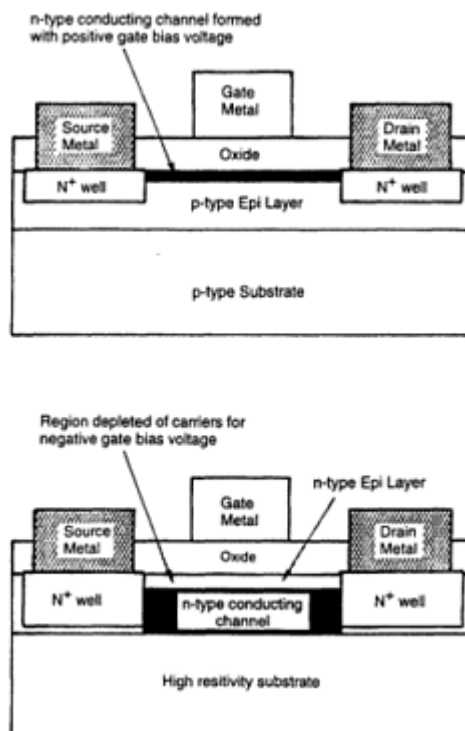 n-type conducting channel formed
with positive gate bias voltage
Gate
Metal
Source
Metal
Drain
Metal
Oxide
N+ well
N+ well
p-type Epi Layer
p-type Substrate
Region depleted of carriers for
negative gate bias voltage
n-type Epi Layer
Gate
Metal
Source
Metal
Drain
Metal
Oxide
N+ well
n-type conducting
channel
N+ well
High resitivity substrate